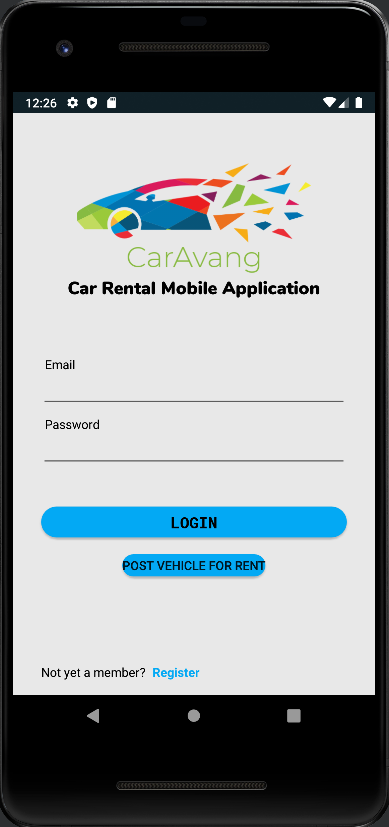 12:26
CarAvang
Car Rental Mobile Application
Email
Password
LOGIN
POST VEHICLE FOR RENT
Not yet a member? Register